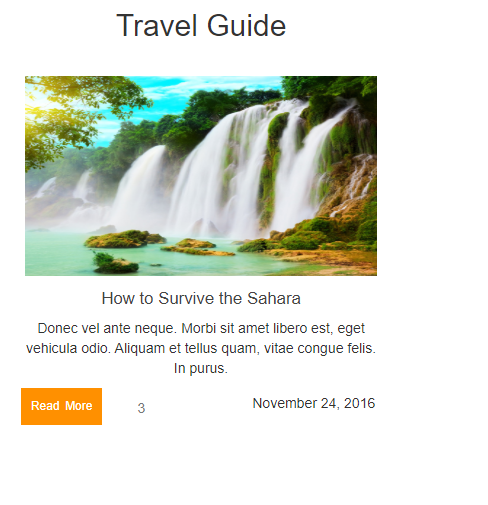 Travel Guide
How to Survive the Sahara
Donec vel ante neque. Morbi sit amet libero est, eget
vehicula odio. Aliquam et tellus quam, vitae congue felis.
In purus.
Read More 3 November 24, 2016